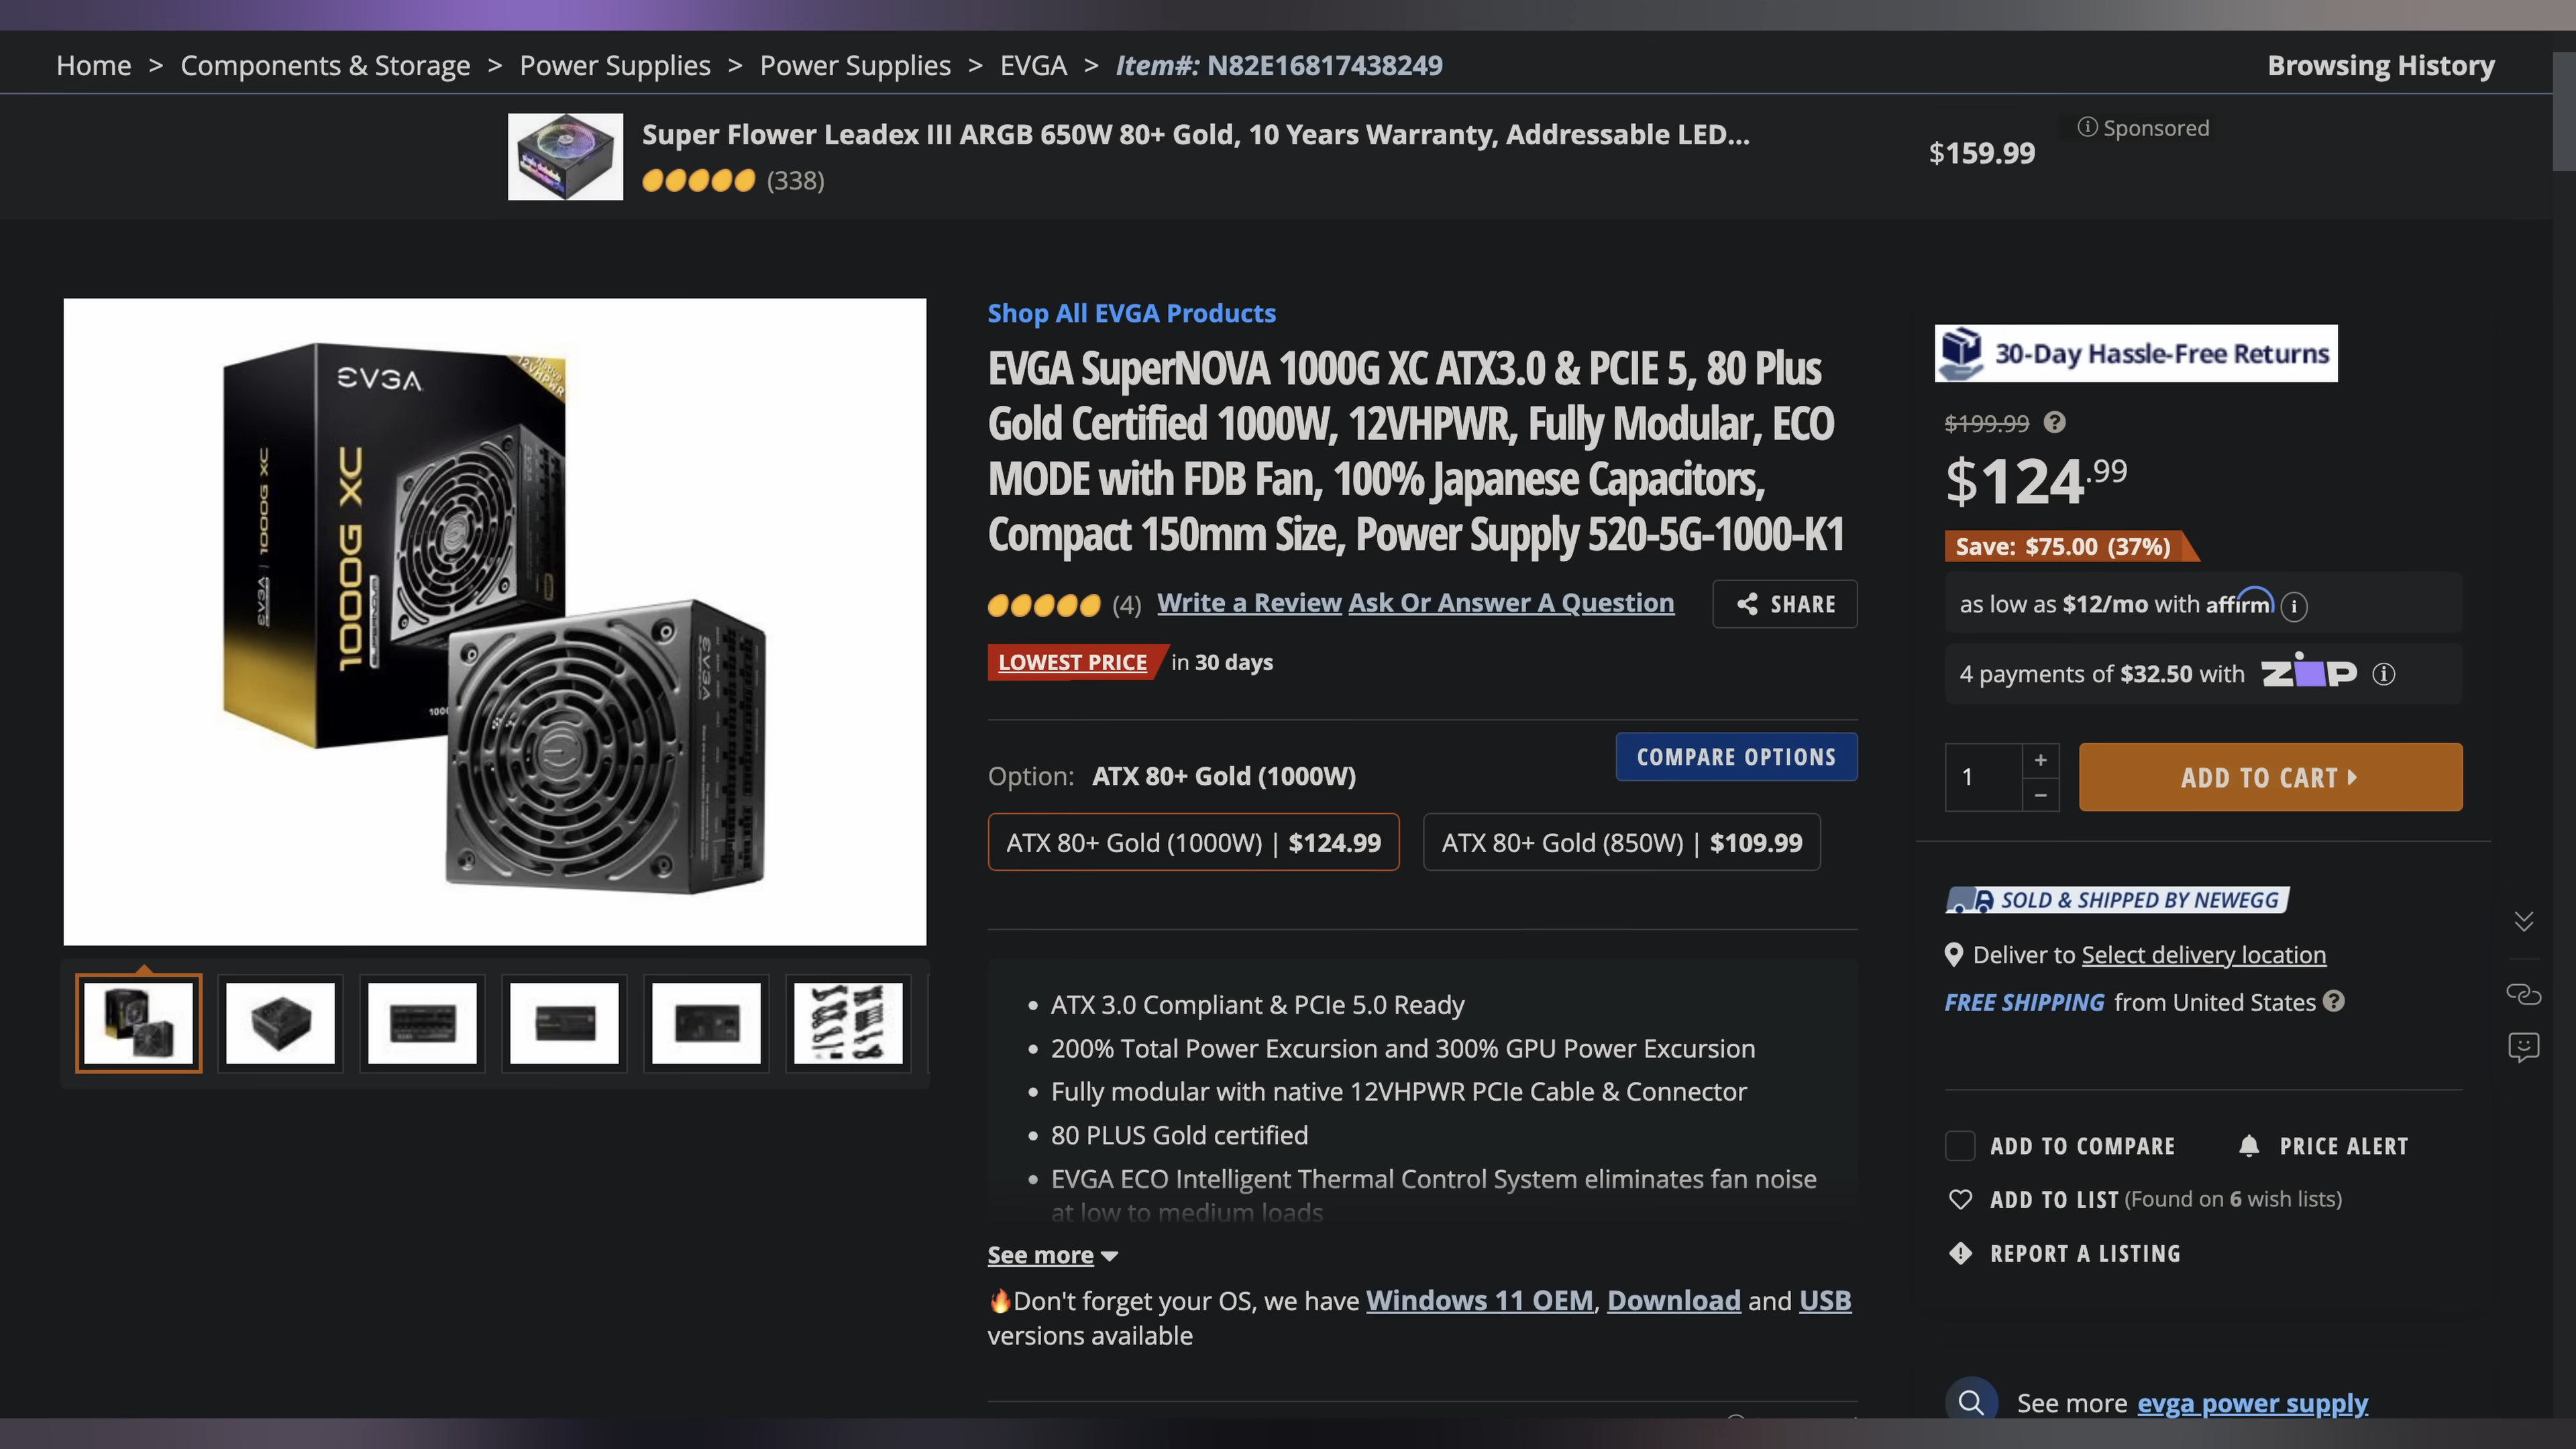 Home > Components & Storage > Power Supplies > Power Supplies > EVGA > Item#: N82E16817438249
Browsing History
Super Flower Leadex III ARGB 650W 80+ Gold, 10 Years Warranty, Addressable LED...
(338)
$159.99
Sponsored
EVGA
12VHPWR
1000G XC
EVGA | 1000G XC
EVGA
Shop All EVGA Products
EVGA SuperNOVA 1000G XC ATX3.0 & PCIE 5, 80 Plus
Gold Certified 1000W, 12VHPWR, Fully Modular, ECO
MODE with FDB Fan, 100% Japanese Capacitors,
Compact 150mm Size, Power Supply 520-5G-1000-K1
(4) Write a Review Ask Or Answer A Question
SHARE
LOWEST PRICE in 30 days
Option: ATX 80+ Gold (1000W)
COMPARE OPTIONS
ATX 80+ Gold (1000W) | $124.99
ATX 80+ Gold (850W) | $109.99
• ATX 3.0 Compliant & PCIe 5.0 Ready
• 200% Total Power Excursion and 300% GPU Power Excursion
• Fully modular with native 12VHPWR PCIe Cable & Connector
• 80 PLUS Gold certified
• EVGA ECO Intelligent Thermal Control System eliminates fan noise
at low to medium loads
See more
🔥Don't forget your OS, we have Windows 11 OEM, Download and USB
versions available
30-Day Hassle-Free Returns
$199.99
$124.99
Save: $75.00 (37%)
as low as $12/mo with affirm
4 payments of $32.50 with ZIP
1
+
−
ADD TO CART
SOLD & SHIPPED BY NEWEGG
Deliver to Select delivery location
FREE SHIPPING from United States
ADD TO COMPARE
PRICE ALERT
ADD TO LIST (Found on 6 wish lists)
REPORT A LISTING
See more evga power supply